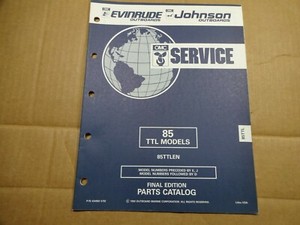 EVINRUDE Johnson
OUTBOARDS OUTBOARDS
OMC SERVICE
85
TTL MODELS
85TTLEN
MODEL NUMBERS PRECEDED BY E, J
MODEL NUMBERS FOLLOWED BY D
FINAL EDITION
PARTS CATALOG
85TTL